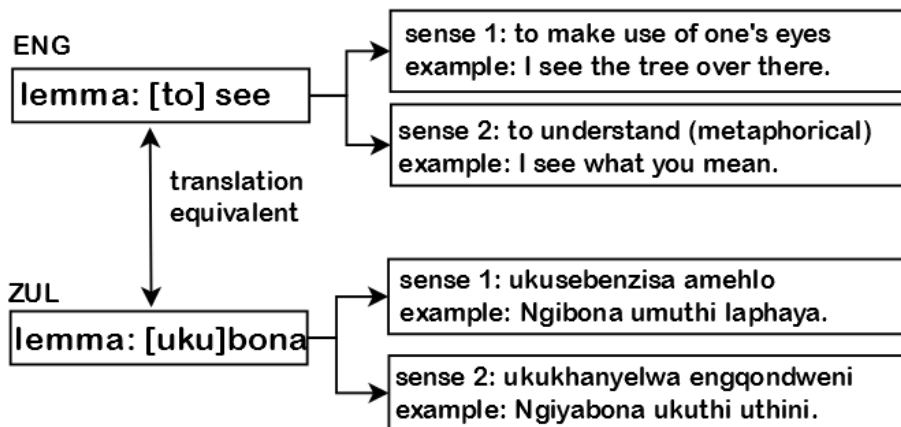 ENG
lemma: [to] see
sense 1: to make use of one's eyes
example: I see the tree over there.
sense 2: to understand (metaphorical)
example: I see what you mean.
translation
equivalent
ZUL
lemma: [uku]bona
sense 1: ukusebenzisa amehlo
example: Ngibona umuthi laphaya.
sense 2: ukukhanyelwa engqondweni
example: Ngiyabona ukuthi uthini.